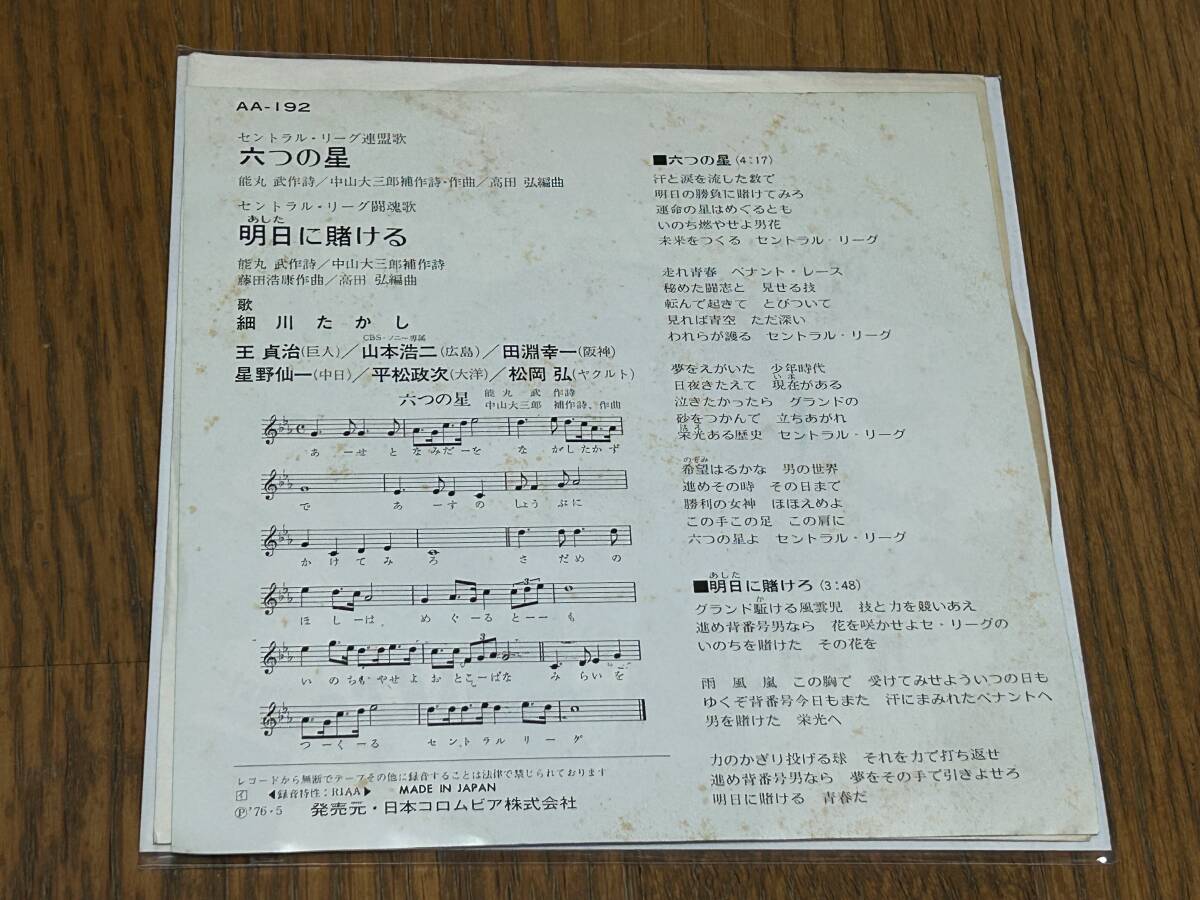 AA-192
セントラル・リーグ連盟歌
六つの星
能丸 武作詩/中山大三郎補作詩・作曲/高田 弘編曲
セントラル・リーグ闘魂歌
あした
明日に賭ける
能丸 武作詩/中山大三郎補作詩
藤田浩康作曲/高田 弘編曲
歌
細川たかし
CBS・ソニー専属
王 貞治(巨人)/山本浩二(広島)/田淵幸一(阪神)
星野仙一(中日)/平松政次(大洋)/松岡 弘(ヤクルト)
六つの星 能丸 武 作詩
中山大三郎 補作詩、作曲
あーせとなみだーをながしたかず
で あーすのしょうぶに
かけてみろ さだめの
ほしーは めぐーるとーーも
いのちもやせよおとこーばな みらいを
つーくーる セントラルリーグ
レコードから無断でテープその他に録音することは法律で禁じられております
イ ◀録音特性:RIAA▶ MADE IN JAPAN
Ⓟ'76・5 発売元・日本コロムビア株式会社
■六つの星(4:17)
汗と涙を流した数で
明日の勝負に賭けてみろ
運命の星はめぐるとも
いのち燃やせよ男花
未来をつくる セントラル・リーグ
走れ青春 ペナント・レース
秘めた闘志と 見せる技
転んで起きて とびついて
見れば青空 ただ深い
われらが護る セントラル・リーグ
夢をえがいた 少年時代
いま
日夜きたえて 現在がある
泣きたかったら グランドの
砂をつかんで 立ちあがれ
はえ
栄光ある歴史 セントラル・リーグ
のぞみ
希望はるかな 男の世界
進めその時 その日まで
勝利の女神 ほほえめよ
この手この足 この肩に
六つの星よ セントラル・リーグ
あした
■明日に賭けろ(3:48)
か
グランド駈ける風雲児 技と力を競いあえ
進め背番号男なら 花を咲かせよセ・リーグの
いのちを賭けた その花を
雨 風 嵐 この胸で 受けてみせよういつの日も
ゆくぞ背番号今日もまた 汗にまみれたペナントへ
男を賭けた 栄光へ
力のかぎり投げる球 それを力で打ち返せ
進め背番号男なら 夢をその手で引きよせろ
明日に賭ける 青春だ